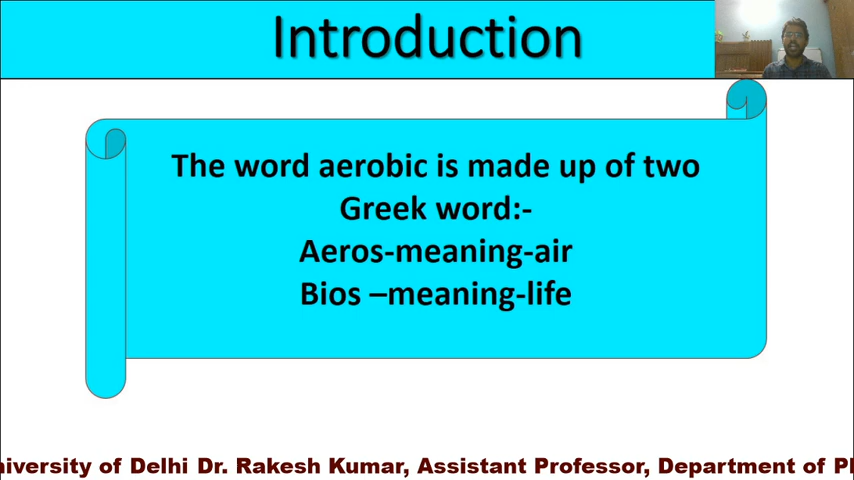 Introduction
The word aerobic is made up of two
Greek word:-
Aeros-meaning-air
Bios –meaning-life
of Delhi Dr. Rakesh Kumar, Assistant Professor, Department of